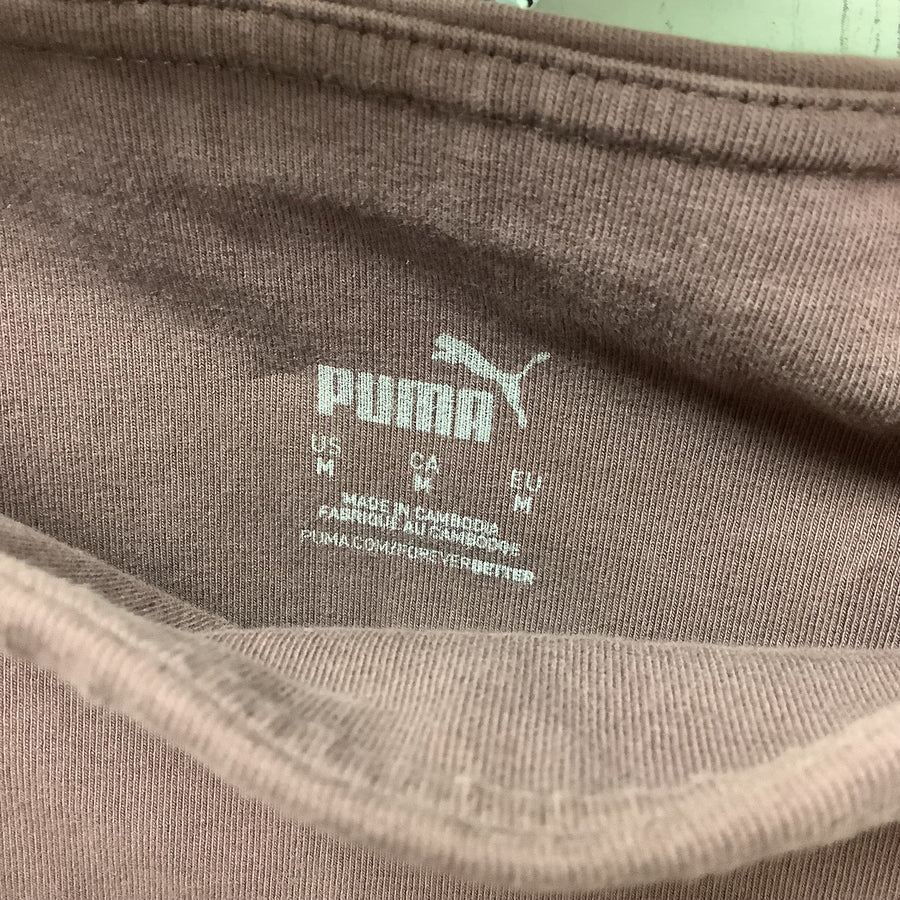 PUMA
US CA EU
M M M
MADE IN CAMBODIA
FABRIQUÉ AU CAMBODGE
PUMA.COM/FOREVERBETTER